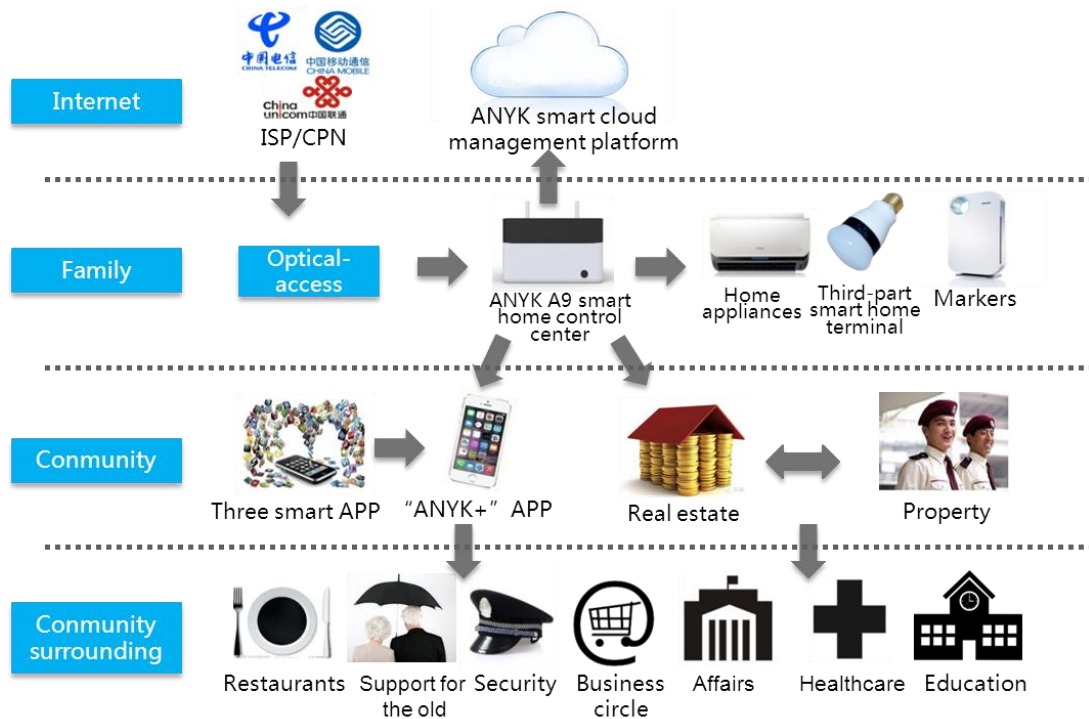 中国电信
CHINA TELECOM
中国移动通信
CHINA MOBILE
China
unicom中国联通
Internet
ISP/CPN
ANYK smart cloud
management platform
Family
Optical-
access
ANYK A9 smart
home control
center
Home
appliances
Third-part
smart home
terminal
Markers
Conmunity
Three smart APP
“ANYK+” APP
Real estate
Property
Conmunity
surrounding
Restaurants
Support for
the old
Security
Business
circle
Affairs
Healthcare
Education